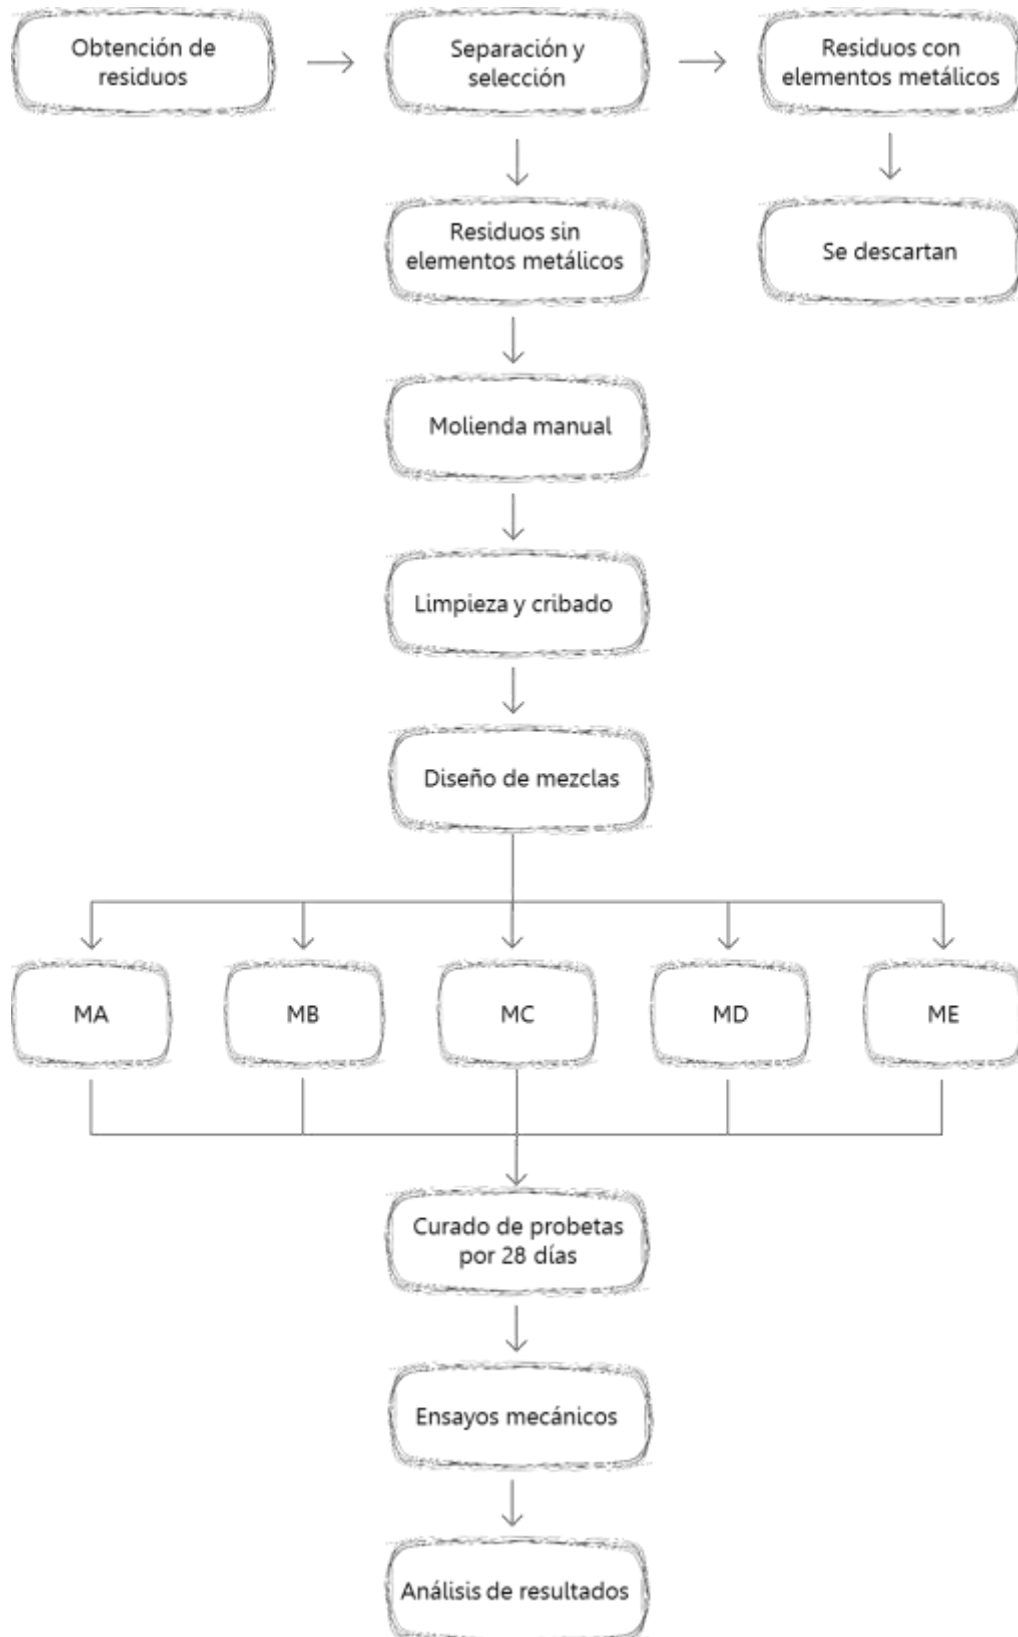 Obtención de
residuos
Separación y
selección
Residuos con
elementos metálicos
Residuos sin
elementos metálicos
Se descartan
Molienda manual
Limpieza y cribado
Diseño de mezclas
MA
MB
MC
MD
ME
Curado de probetas
por 28 días
Ensayos mecánicos
Análisis de resultados